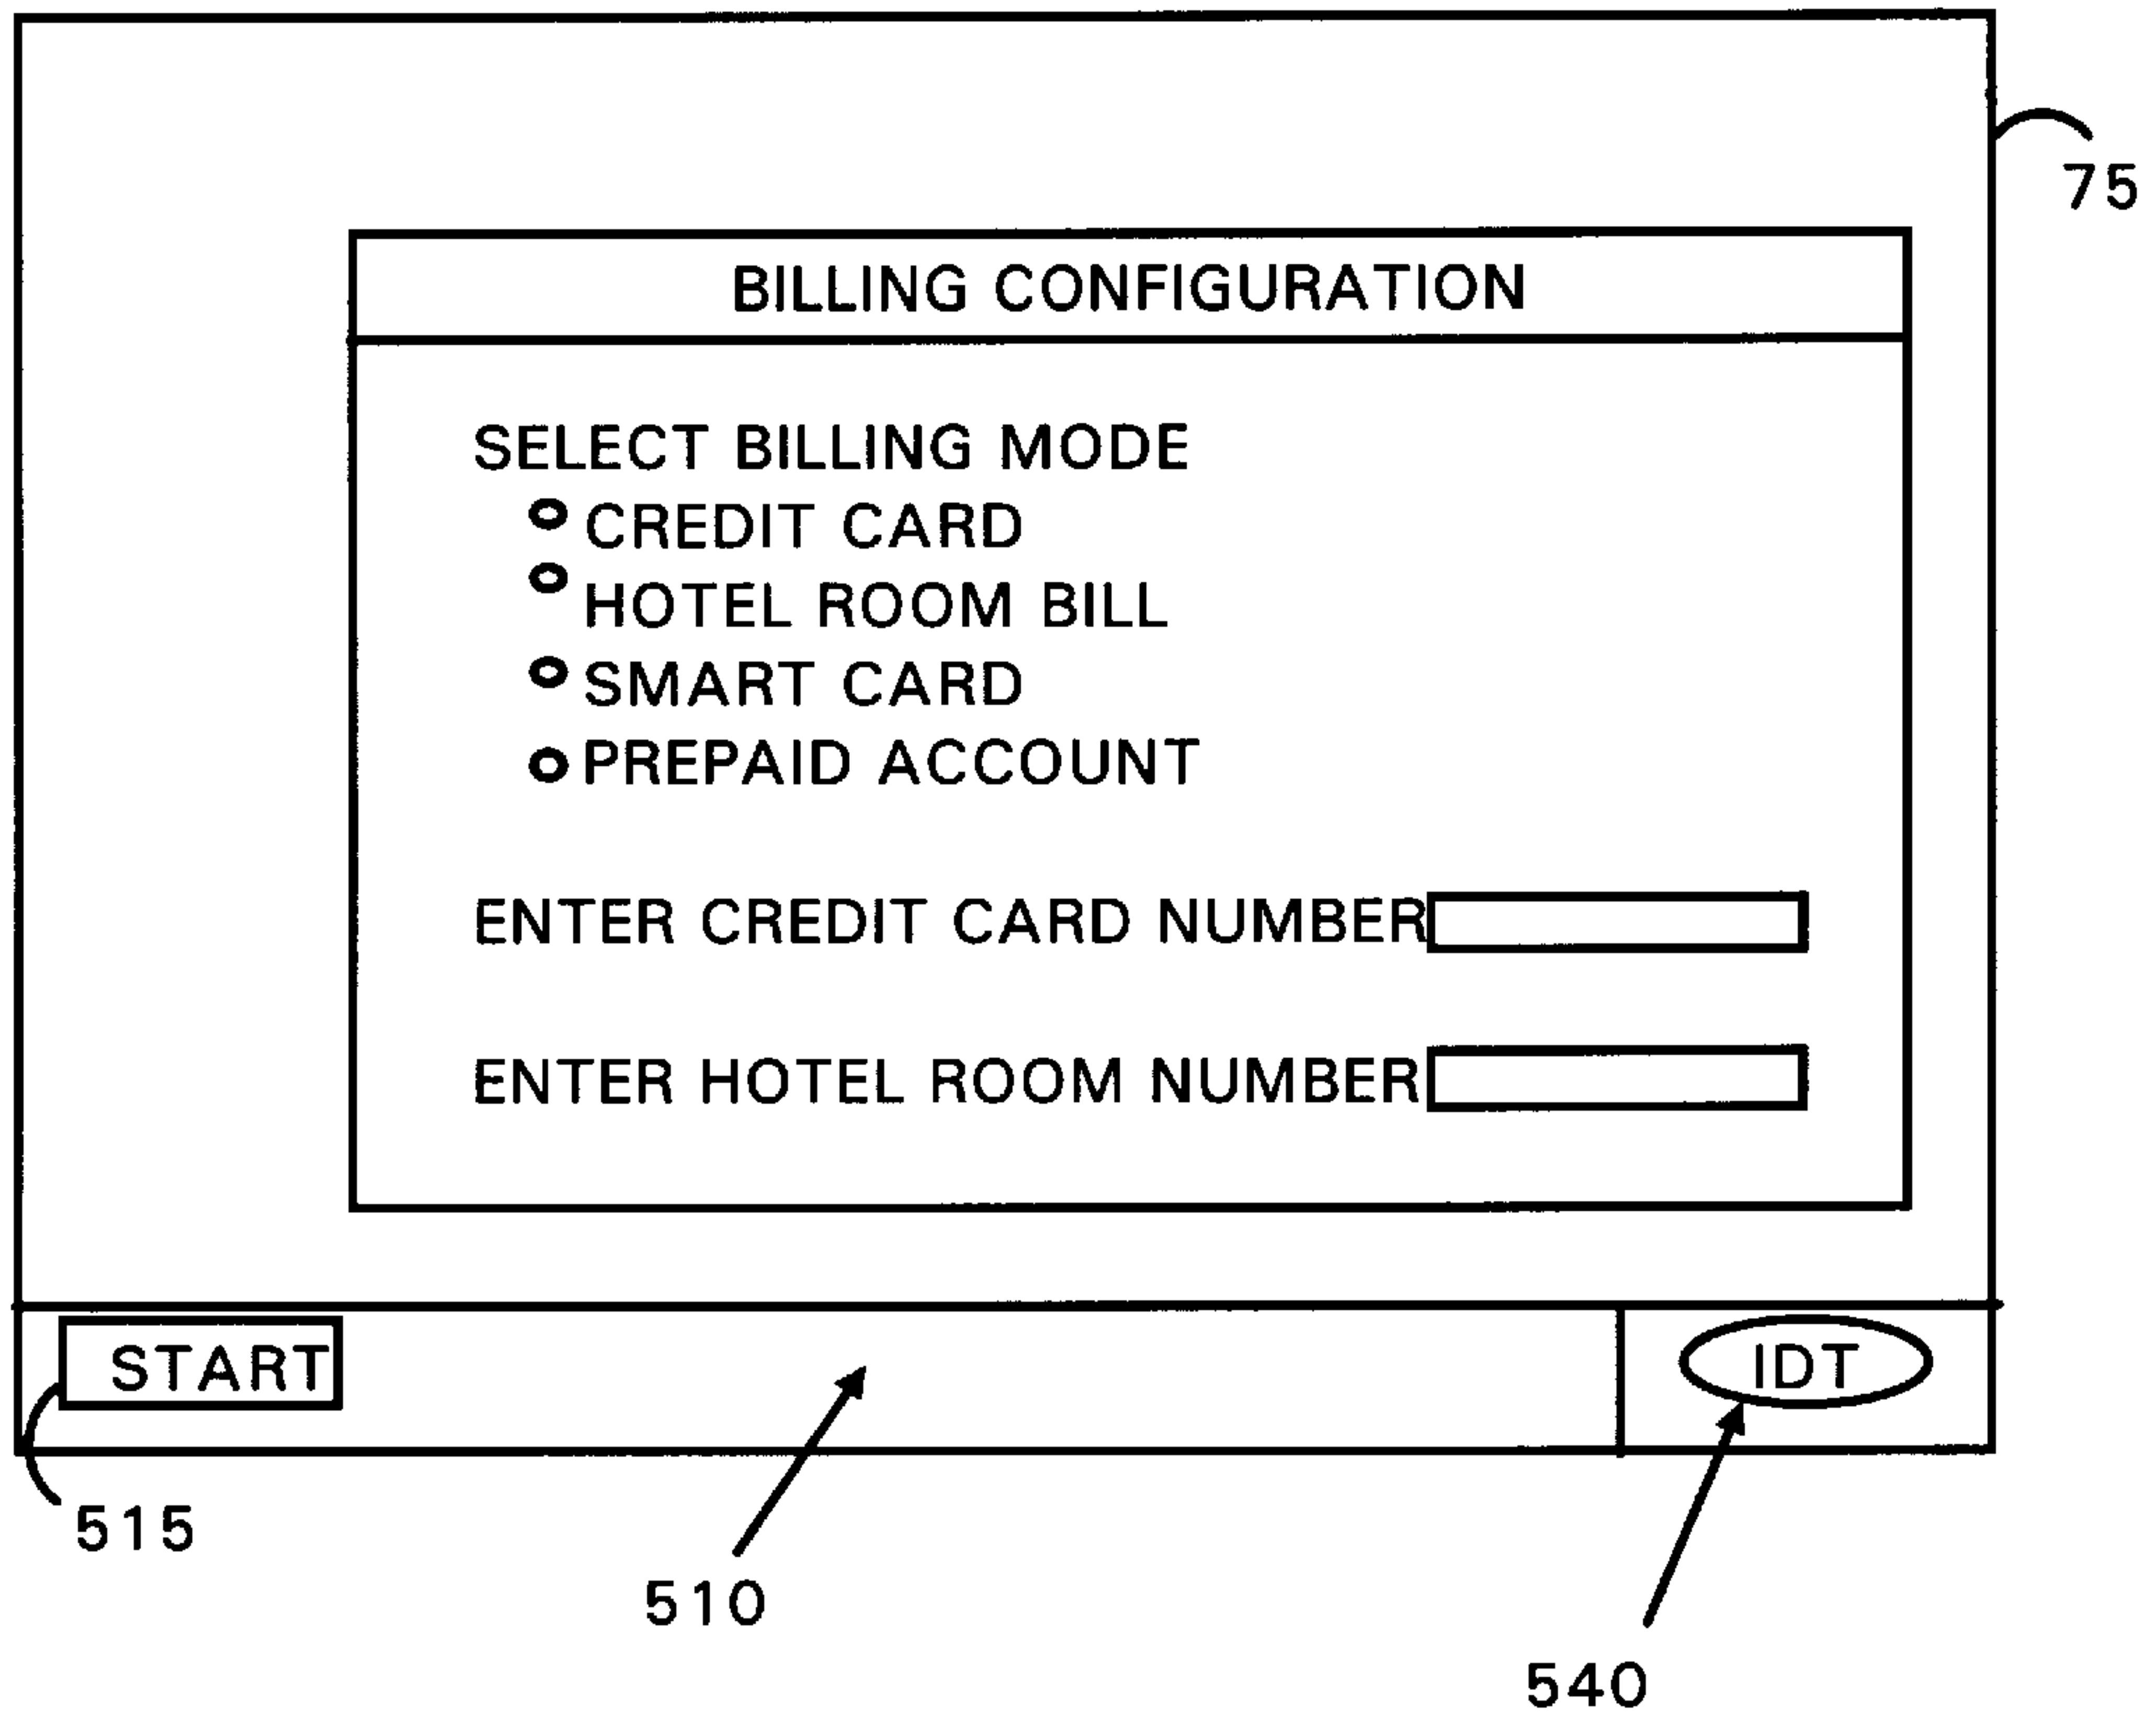 75
BILLING CONFIGURATION
SELECT BILLING MODE
CREDIT CARD
HOTEL ROOM BILL
SMART CARD
PREPAID ACCOUNT
ENTER CREDIT CARD NUMBER
ENTER HOTEL ROOM NUMBER
START
IDT
515
510
540